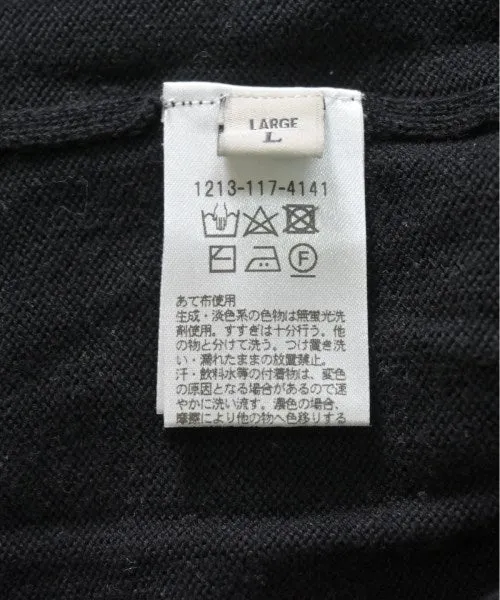 LARGE
L
1213-117-4141
F
あて布使用
生成・淡色系の色物は無蛍光洗
剤使用。すすぎは十分行う。他
の物と分けて洗う。つけ置き洗
い・濡れたままの放置禁止。
汗・飲料水等の付着物は、変色
の原因となる場合があるので速
やかに洗い流す。濃色の場合、
摩擦により他の物へ色移りする